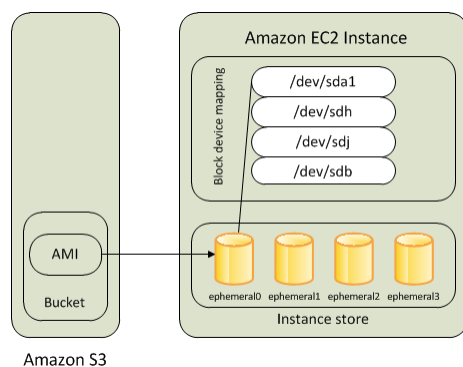 Amazon EC2 Instance
Block device mapping
/dev/sda1
/dev/sdh
/dev/sdj
/dev/sdb
AMI
Bucket
ephemeral0 ephemeral1 ephemeral2 ephemeral3
Instance store
Amazon S3